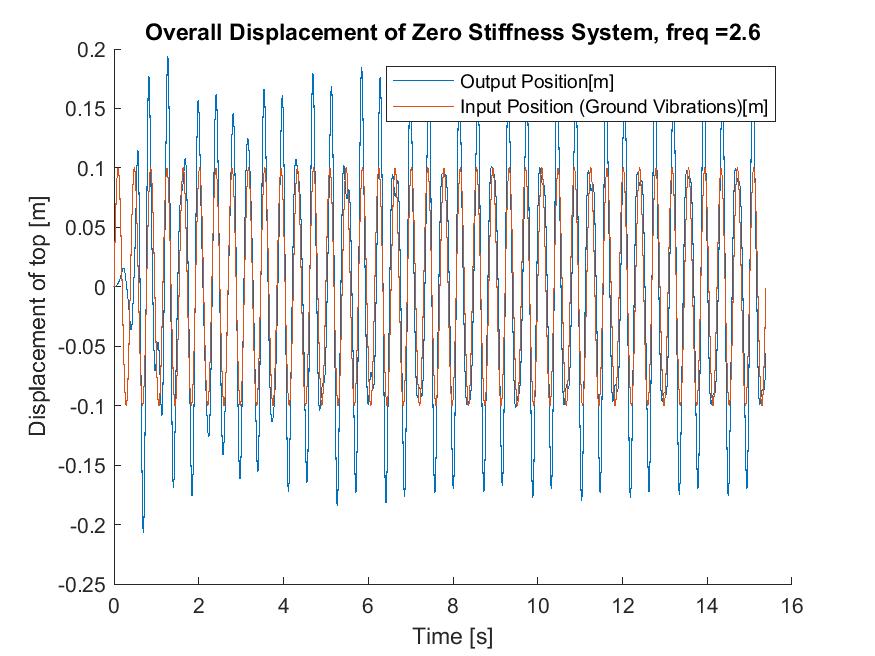 Overall Displacement of Zero Stiffness System, freq =2.6
Output Position[m]
Input Position (Ground Vibrations)[m]
Displacement of top [m]
0.2
0.15
0.1
0.05
0
-0.05
-0.1
-0.15
-0.2
-0.25
0 2 4 6 8 10 12 14 16
Time [s]